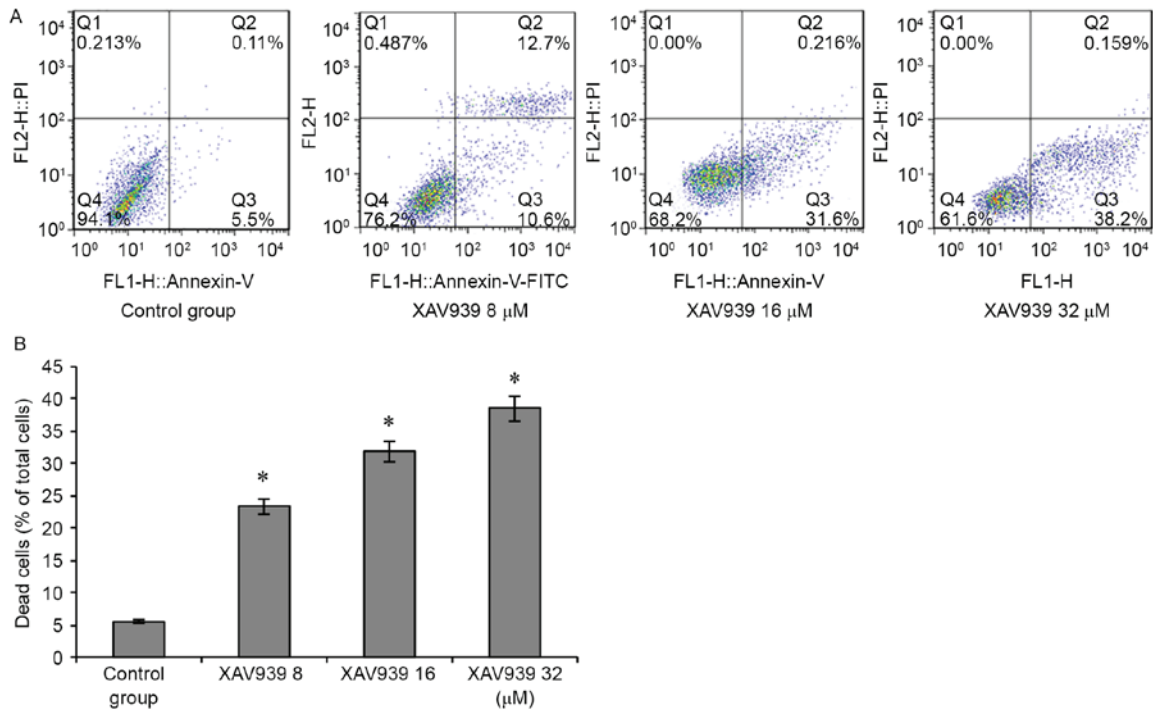 A
Q1
0.213%
Q2
0.11%
Q4
94.1%
Q3
5.5%
10⁴
10³
10²
10¹
10⁰
FL2-H::PI
10⁰ 10¹ 10² 10³ 10⁴
FL1-H::Annexin-V
Control group
Q1
0.487%
Q2
12.7%
Q4
76.2%
Q3
10.6%
10⁴
10³
10²
10¹
10⁰
FL2-H
10⁰ 10¹ 10² 10³ 10⁴
FL1-H::Annexin-V-FITC
XAV939 8 μM
Q1
0.00%
Q2
0.216%
Q4
68.2%
Q3
31.6%
10⁴
10³
10²
10¹
10⁰
FL2-H::PI
10⁰ 10¹ 10² 10³ 10⁴
FL1-H::Annexin-V
XAV939 16 μM
Q1
0.00%
Q2
0.159%
Q4
61.6%
Q3
38.2%
10⁴
10³
10²
10¹
10⁰
FL2-H::PI
10⁰ 10¹ 10² 10³ 10⁴
FL1-H
XAV939 32 μM
B
Dead cells (% of total cells)
45
40
35
30
25
20
15
10
5
0
*
*
*
Control
group
XAV939 8
XAV939 16
XAV939 32
(μM)